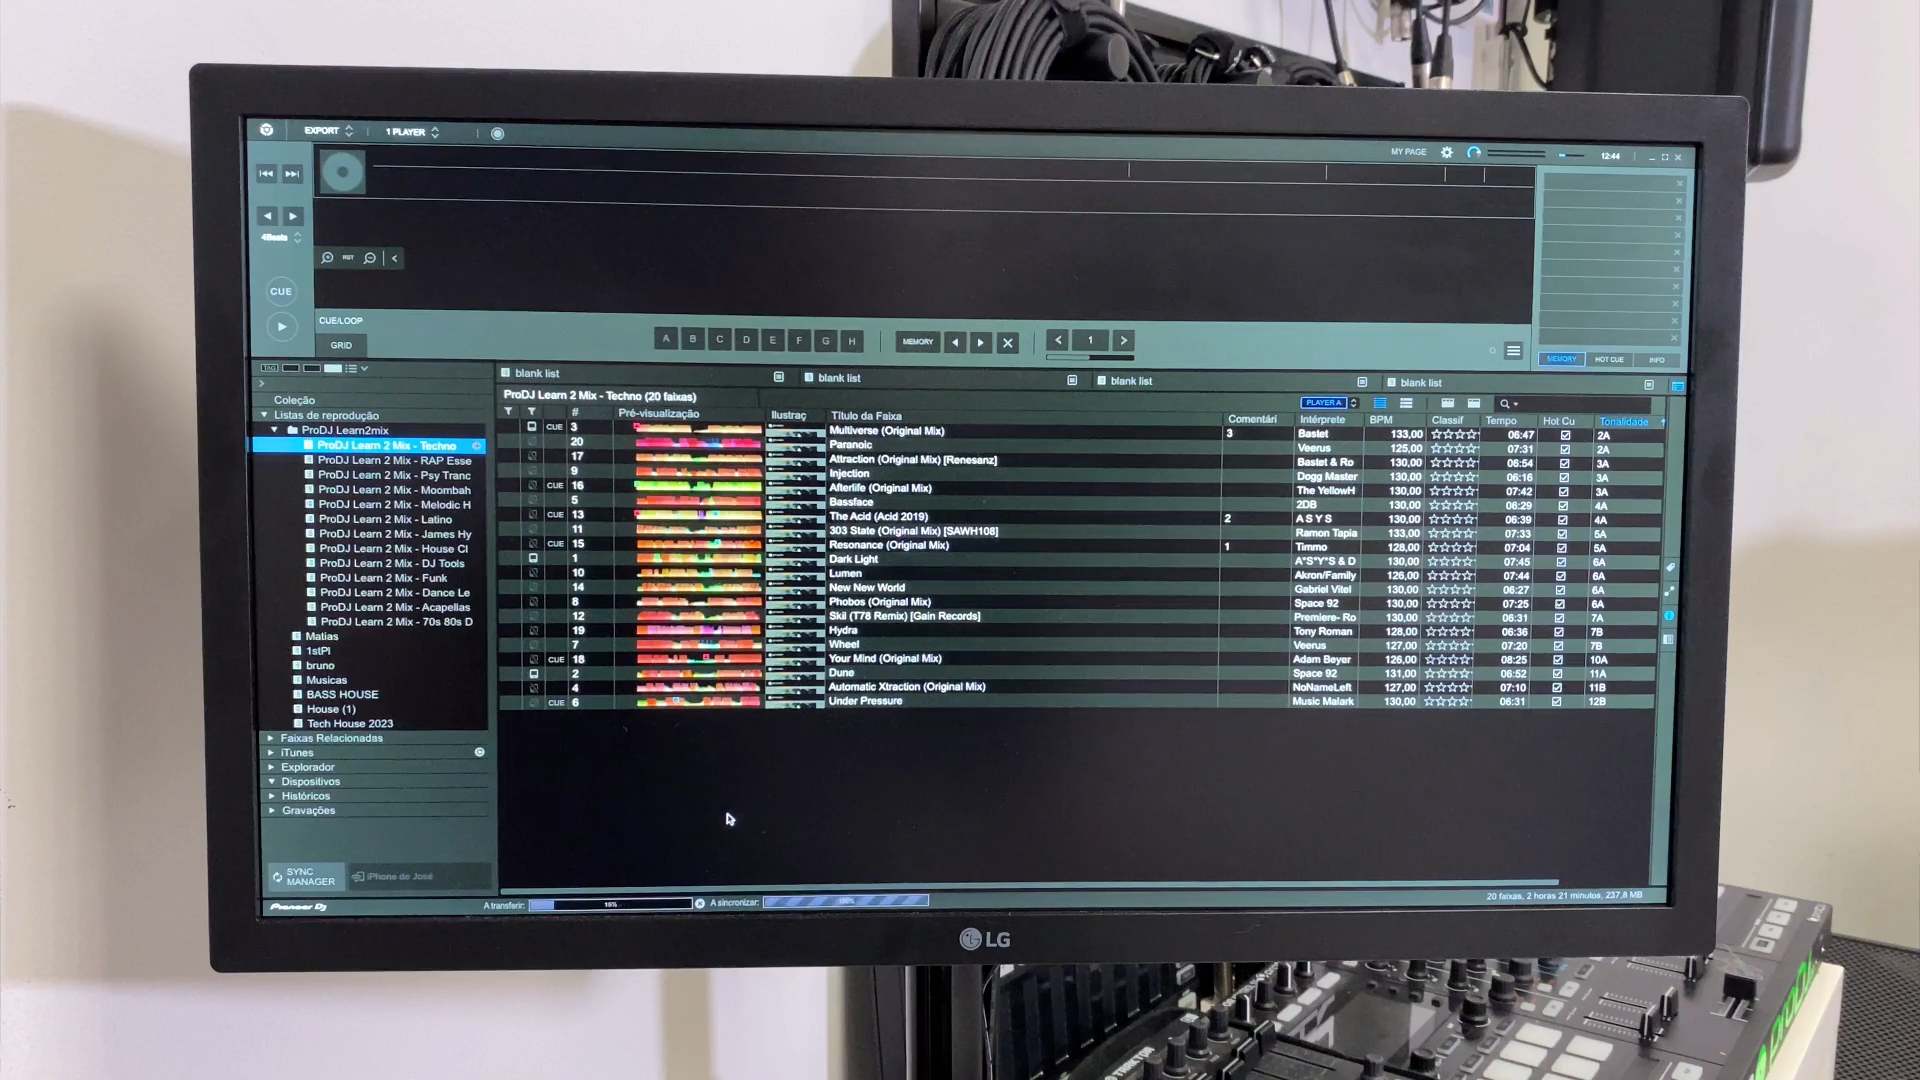 EXPORT 1 PLAYER
MY PAGE 12:44
4Beats
RST
CUE
CUE/LOOP
GRID
A B C D E F G H MEMORY 1
MEMORY HOT CUE INFO
TAG
blank list blank list blank list blank list
ProDJ Learn 2 Mix - Techno (20 faixas)
PLAYER A
# Pré-visualização Ilustraç Título da Faixa Comentári Intérprete BPM Classif Tempo Hot Cu Tonalidade
CUE 3 Multiverse (Original Mix) 3 Bastet 133,00 06:47 2A
20 Paranoic Veerus 125,00 07:31 2A
17 Attraction (Original Mix) [Renesanz] Bastet & Ro 130,00 06:54 3A
9 Injection Dogg Master 130,00 06:16 3A
CUE 16 Afterlife (Original Mix) The YellowH 130,00 07:42 3A
5 Bassface 2DB 130,00 06:29 4A
CUE 13 The Acid (Acid 2019) 2 A S Y S 130,00 06:39 4A
11 303 State (Original Mix) [SAWH108] Ramon Tapia 133,00 07:33 5A
CUE 15 Resonance (Original Mix) 1 Timmo 128,00 07:04 5A
1 Dark Light A*S*Y*S & D 130,00 07:45 6A
10 Lumen Akron/Family 126,00 07:44 6A
14 New New World Gabriel Vitel 130,00 06:27 6A
8 Phobos (Original Mix) Space 92 130,00 07:25 6A
12 Skil (T78 Remix) [Gain Records] Premiere- Ro 130,00 06:31 7A
19 Hydra Tony Roman 128,00 06:36 7B
7 Wheel Veerus 127,00 07:20 7B
CUE 18 Your Mind (Original Mix) Adam Beyer 126,00 08:25 10A
2 Dune Space 92 131,00 06:52 11A
4 Automatic Xtraction (Original Mix) NoNameLeft 127,00 07:10 11B
CUE 6 Under Pressure Music Malark 130,00 06:31 12B
Coleção
Listas de reprodução
ProDJ Learn2mix
ProDJ Learn 2 Mix - Techno
ProDJ Learn 2 Mix - RAP Esse
ProDJ Learn 2 Mix - Psy Tranc
ProDJ Learn 2 Mix - Moombah
ProDJ Learn 2 Mix - Melodic H
ProDJ Learn 2 Mix - Latino
ProDJ Learn 2 Mix - James Hy
ProDJ Learn 2 Mix - House Cl
ProDJ Learn 2 Mix - DJ Tools
ProDJ Learn 2 Mix - Funk
ProDJ Learn 2 Mix - Dance Le
ProDJ Learn 2 Mix - Acapellas
ProDJ Learn 2 Mix - 70s 80s D
Matias
1stPl
bruno
Musicas
BASS HOUSE
House (1)
Tech House 2023
Faixas Relacionadas
iTunes
Explorador
Dispositivos
Históricos
Gravações
SYNC MANAGER iPhone de José
Pioneer Dj
A transferir: 15% A sincronizar: 100%
20 faixas, 2 horas 21 minutos, 237,8 MB
LG
TRAKTOR